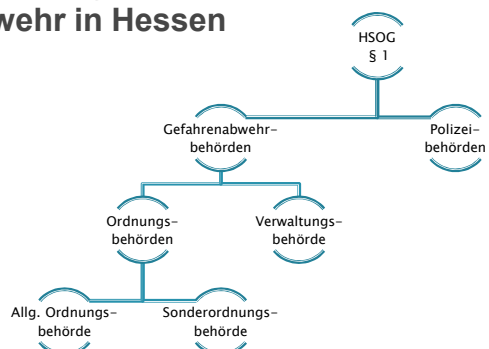 wehr in Hessen
HSOG
§ 1
Gefahrenabwehr-
behörden
Polizei-
behörden
Ordnungs-
behörden
Verwaltungs-
behörde
Allg. Ordnungs-
behörde
Sonderordnungs-
behörde